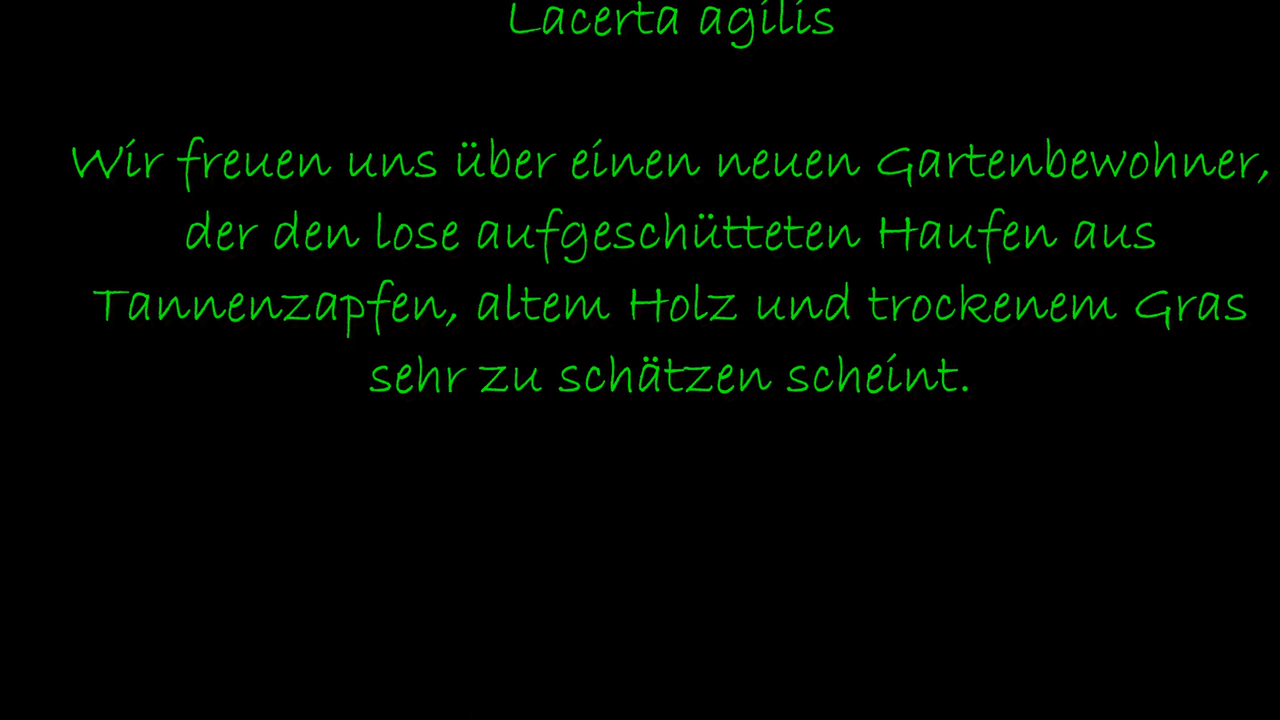 Lacerta agilis
Wir freuen uns über einen neuen Gartenbewohner,
der den lose aufgeschütteten Haufen aus
Tannenzapfen, altem Holz und trockenem Gras
sehr zu schätzen scheint.